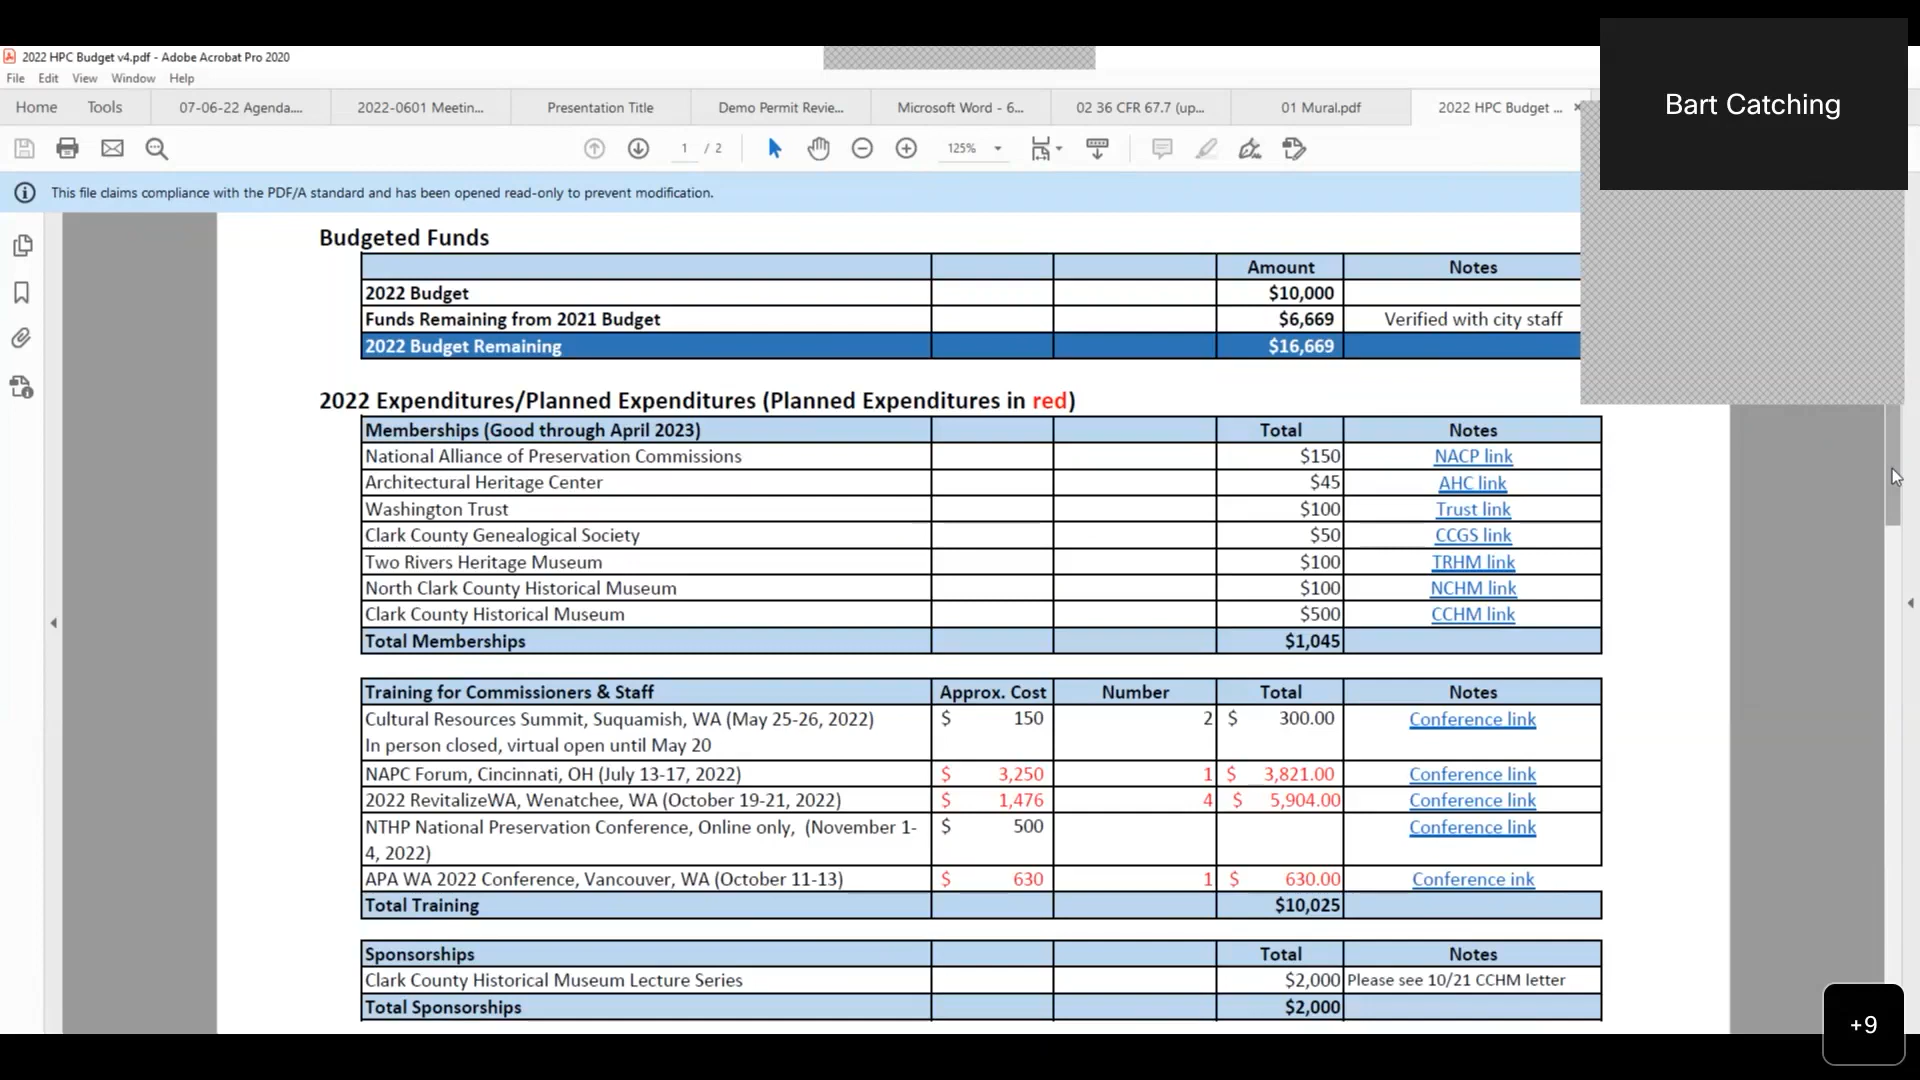 2022 HPC Budget v4.pdf - Adobe Acrobat Pro 2020
File Edit View Window Help
Home Tools 07-06-22 Agenda.... 2022-0601 Meetin... Presentation Title Demo Permit Revie... Microsoft Word - 6... 02 36 CFR 67.7 (up... 01 Mural.pdf 2022 HPC Budget ... ×
1 / 2 125%
This file claims compliance with the PDF/A standard and has been opened read-only to prevent modification.
Bart Catching
Budgeted Funds
Amount Notes
2022 Budget $10,000
Funds Remaining from 2021 Budget $6,669 Verified with city staff
2022 Budget Remaining $16,669
2022 Expenditures/Planned Expenditures (Planned Expenditures in red)
Memberships (Good through April 2023) Total Notes
National Alliance of Preservation Commissions $150 NACP link
Architectural Heritage Center $45 AHC link
Washington Trust $100 Trust link
Clark County Genealogical Society $50 CCGS link
Two Rivers Heritage Museum $100 TRHM link
North Clark County Historical Museum $100 NCHM link
Clark County Historical Museum $500 CCHM link
Total Memberships $1,045
Training for Commissioners & Staff Approx. Cost Number Total Notes
Cultural Resources Summit, Suquamish, WA (May 25-26, 2022) $ 150 2 $ 300.00 Conference link
In person closed, virtual open until May 20
NAPC Forum, Cincinnati, OH (July 13-17, 2022) $ 3,250 1 $ 3,821.00 Conference link
2022 RevitalizeWA, Wenatchee, WA (October 19-21, 2022) $ 1,476 4 $ 5,904.00 Conference link
NTHP National Preservation Conference, Online only, (November 1- $ 500 Conference link
4, 2022)
APA WA 2022 Conference, Vancouver, WA (October 11-13) $ 630 1 $ 630.00 Conference ink
Total Training $10,025
Sponsorships Total Notes
Clark County Historical Museum Lecture Series $2,000 Please see 10/21 CCHM letter
Total Sponsorships $2,000
+9